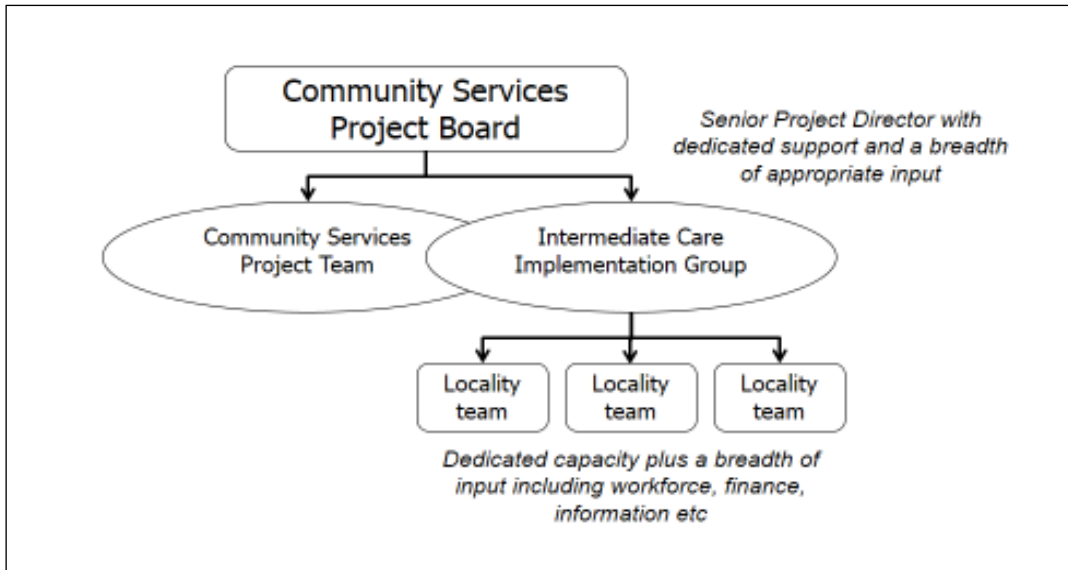 Community Services
Project Board
Senior Project Director with
dedicated support and a breadth
of appropriate input
Community Services
Project Team
Intermediate Care
Implementation Group
Locality
team
Locality
team
Locality
team
Dedicated capacity plus a breadth of
input including workforce, finance,
information etc